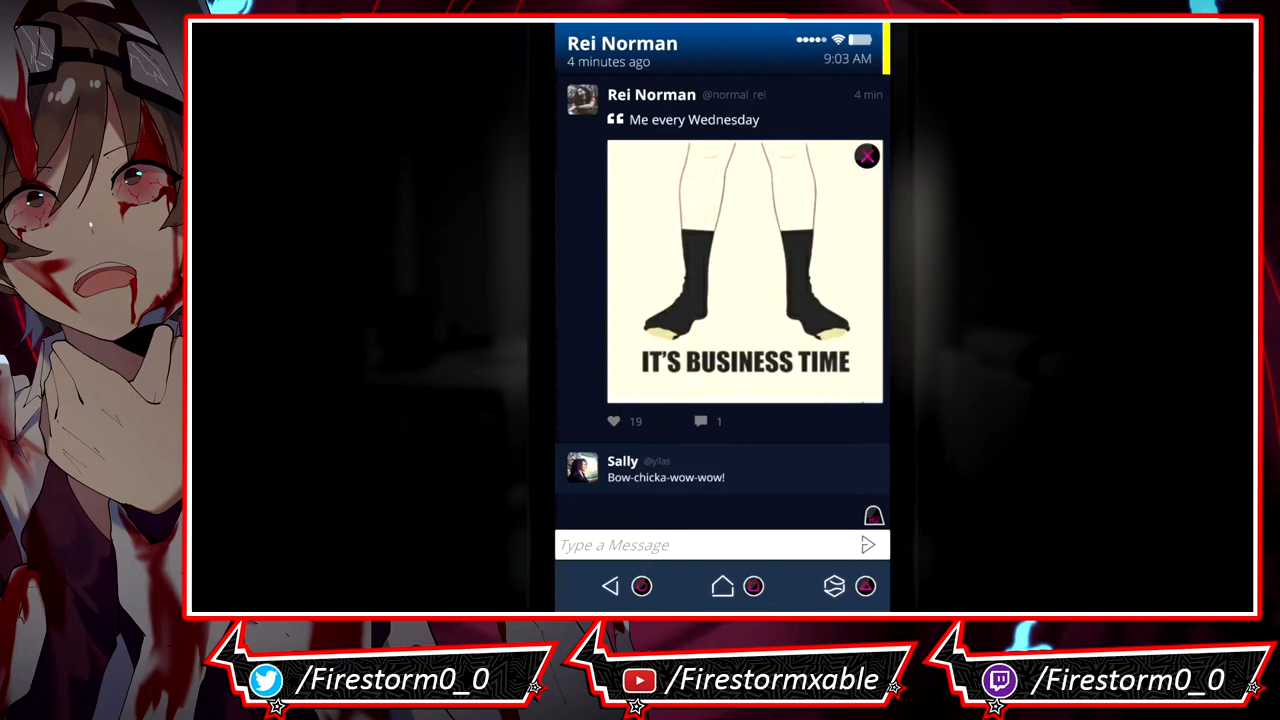 Rei Norman
4 minutes ago
9:03 AM
Rei Norman @normal_rei 4 min
“ Me every Wednesday
IT'S BUSINESS TIME
19 1
Sally @yllas
Bow-chicka-wow-wow!
Type a Message
/Firestorm0_0 /Firestormxable /Firestorm0_0